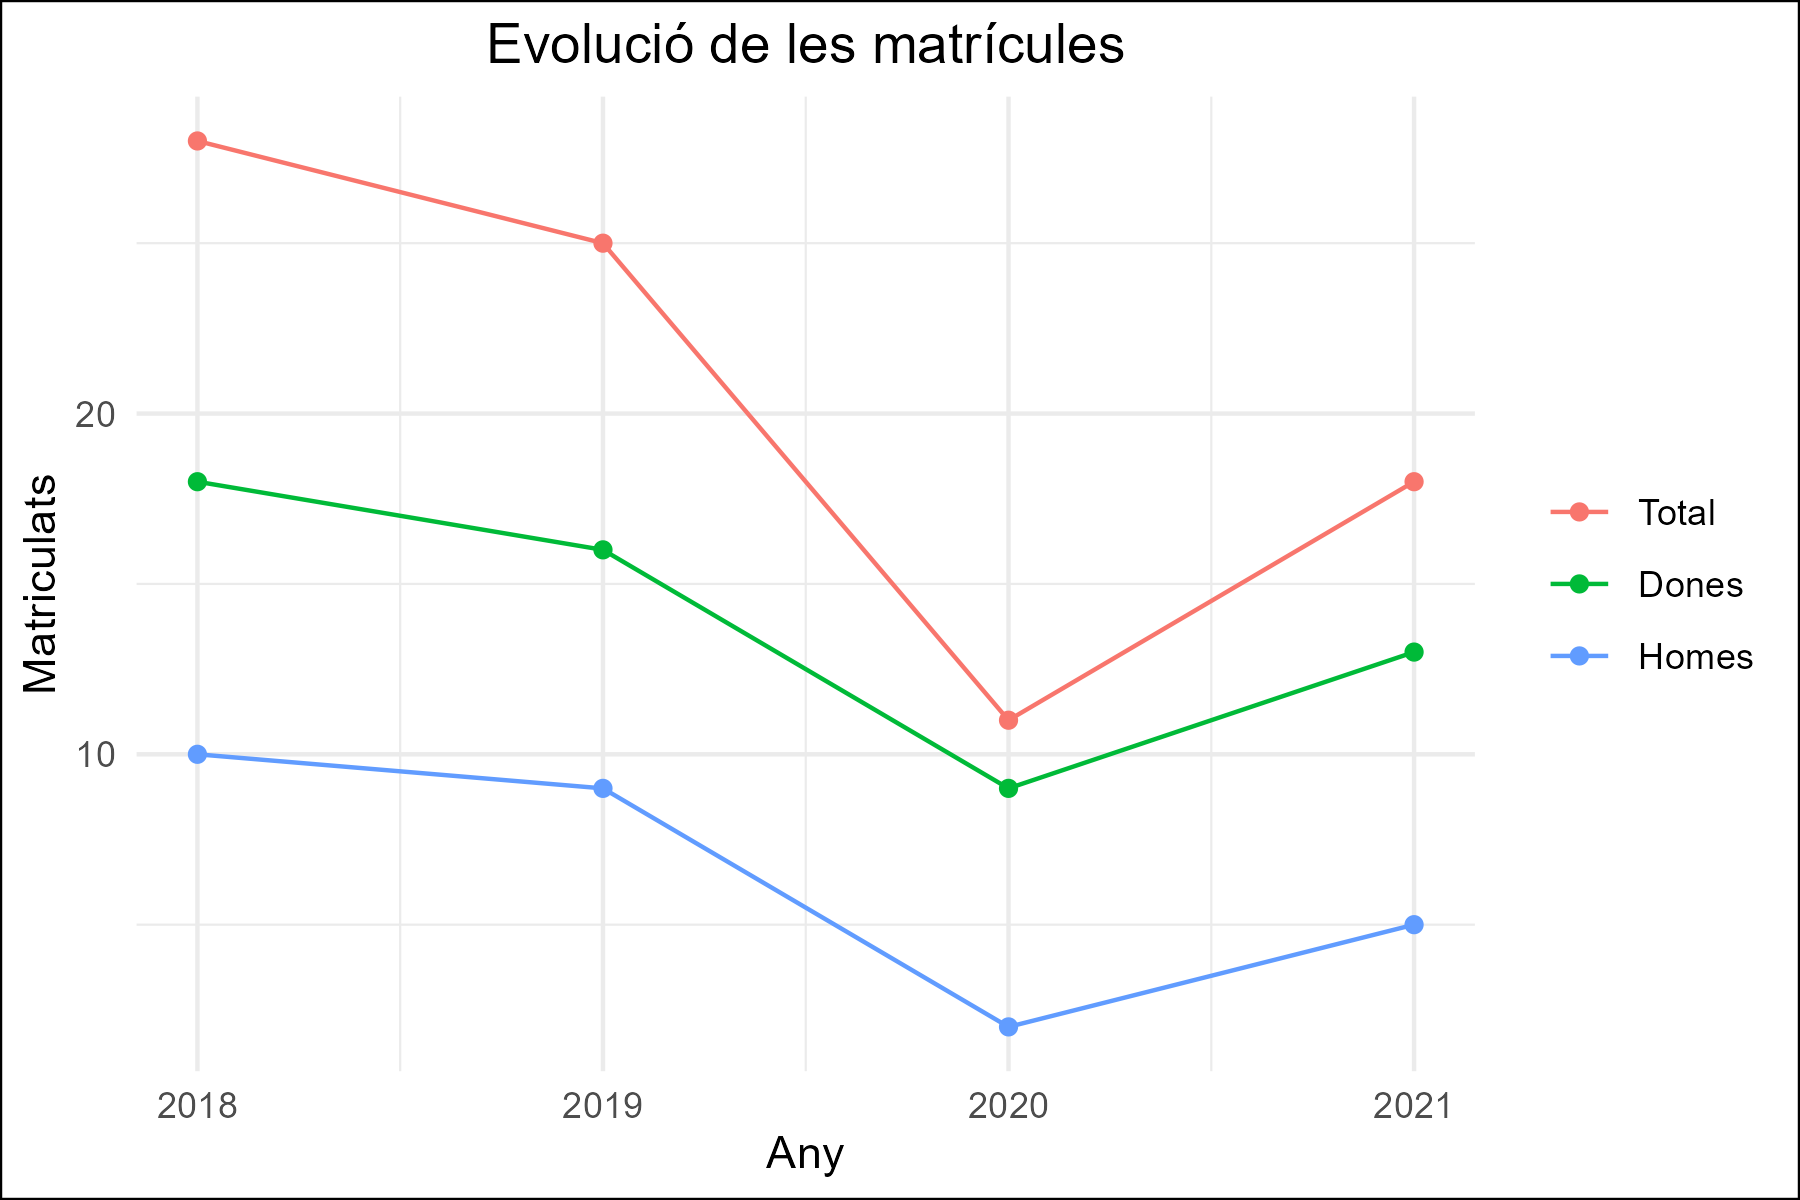 Evolució de les matrícules
Matriculats
20
10
2018
2019
2020
2021
Any
Total
Dones
Homes